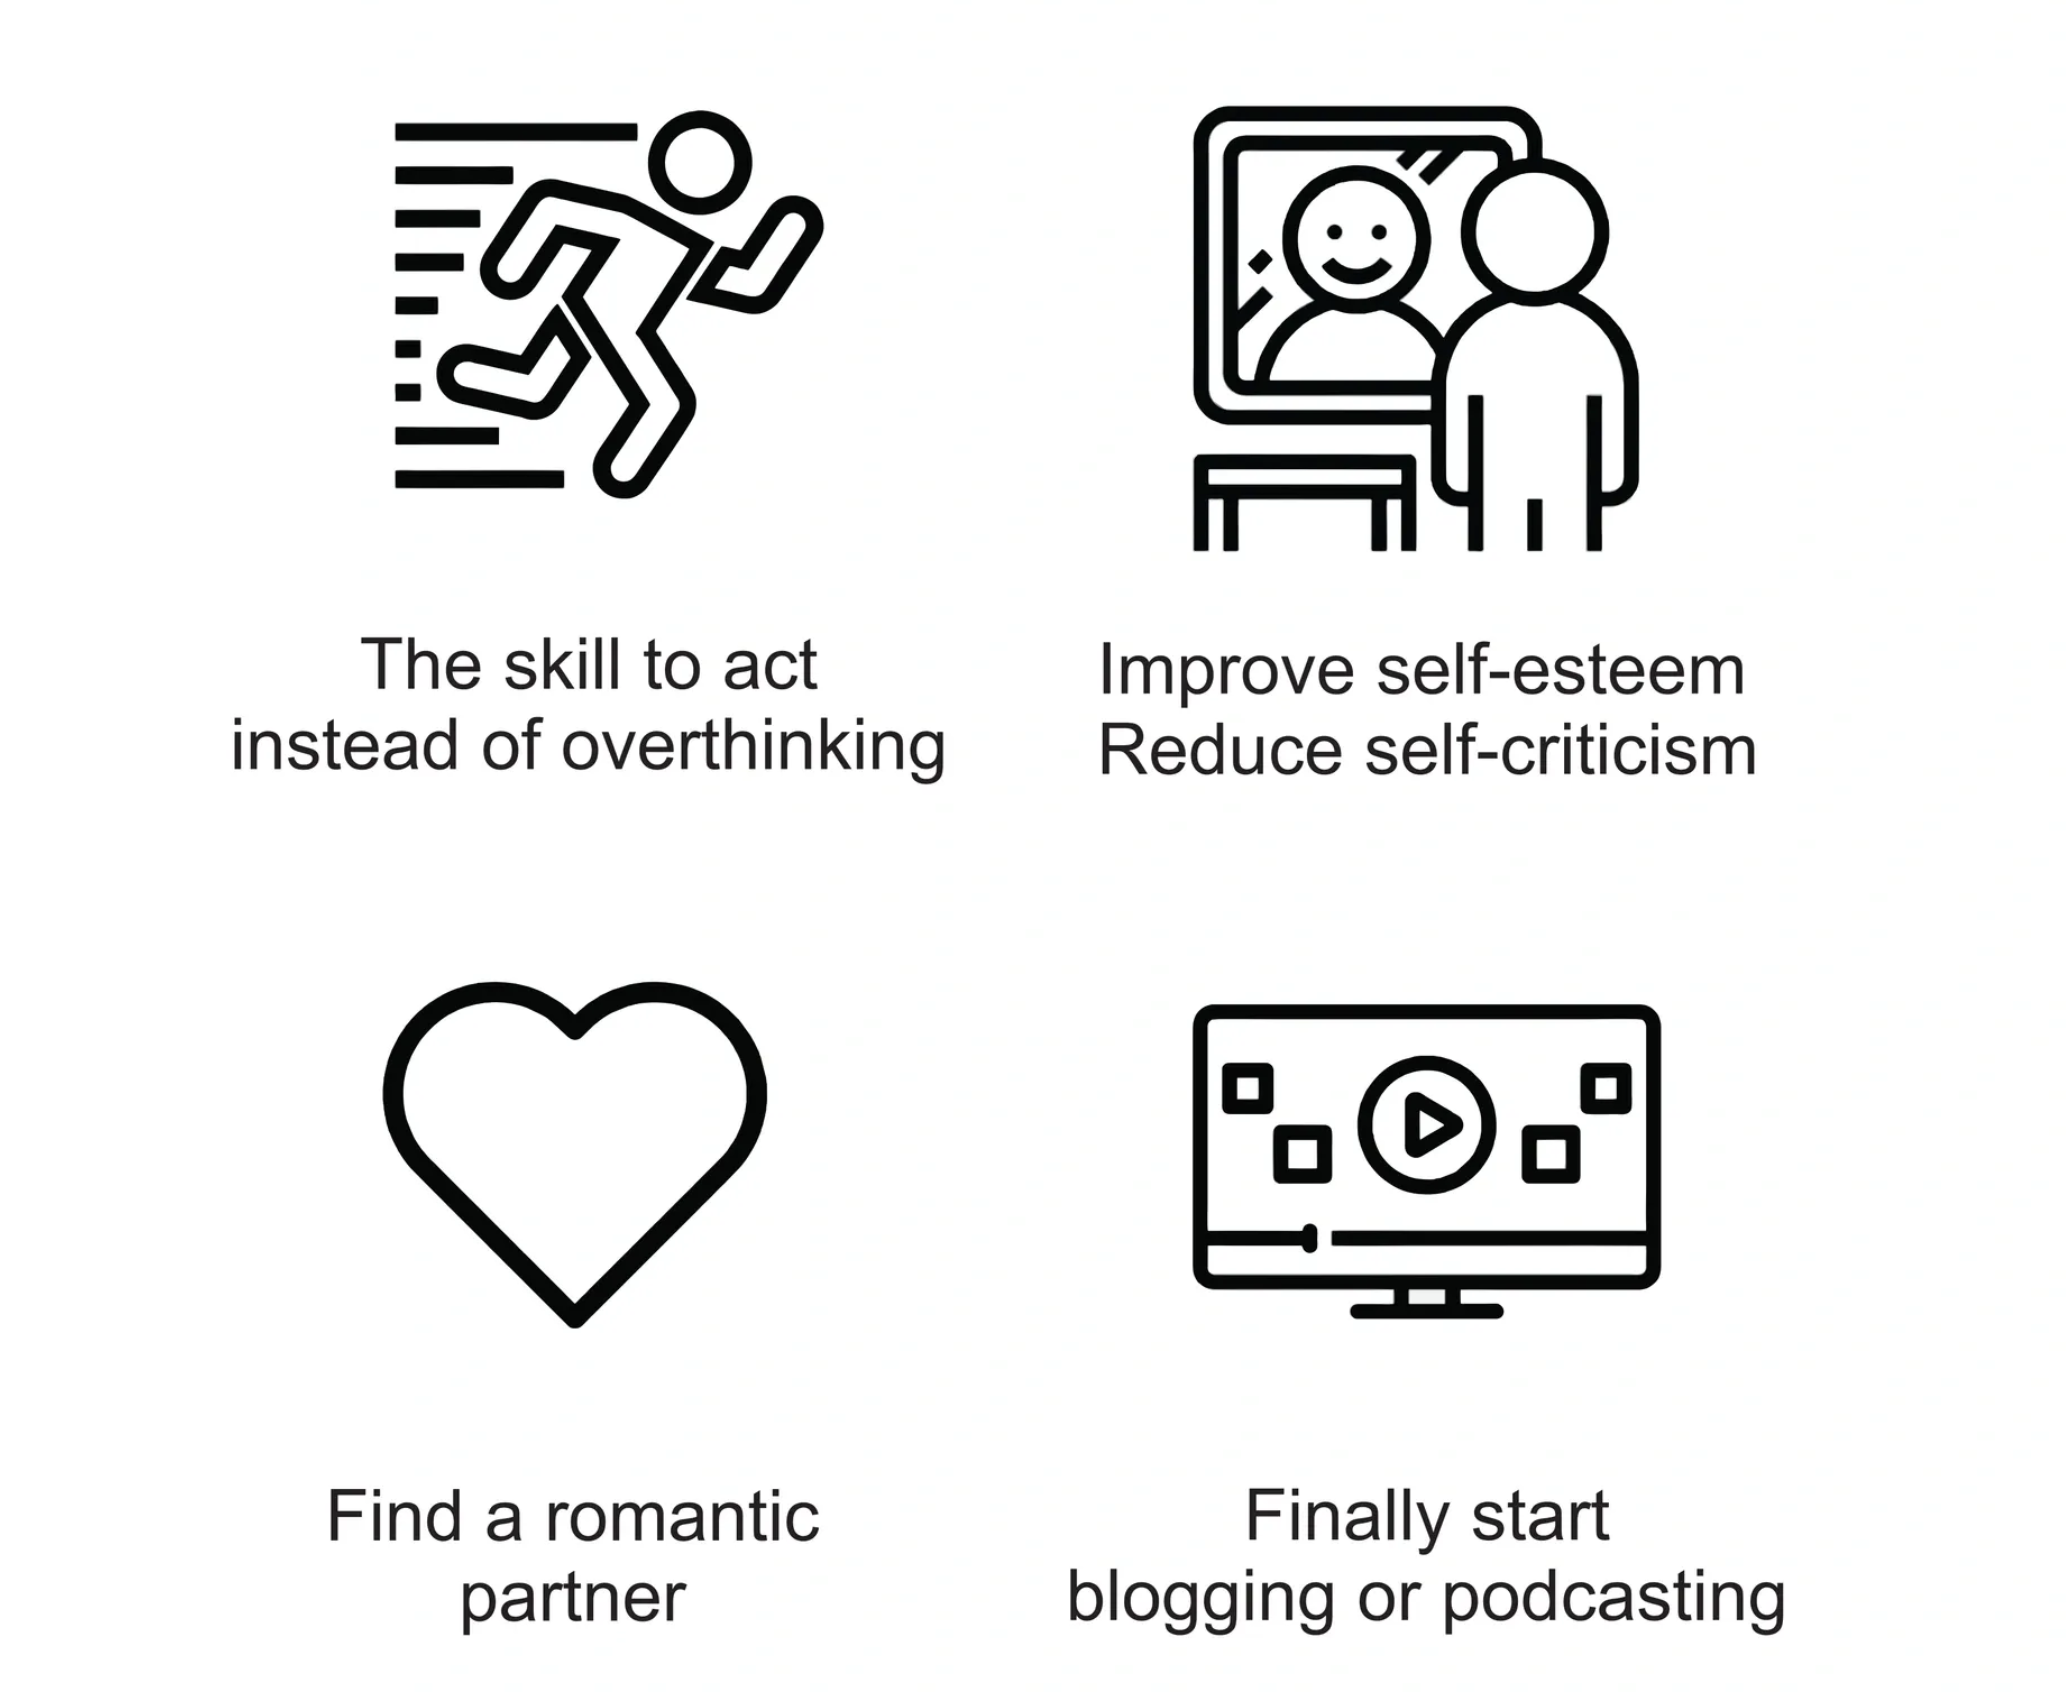 The skill to act
instead of overthinking
Improve self-esteem
Reduce self-criticism
Find a romantic
partner
Finally start
blogging or podcasting